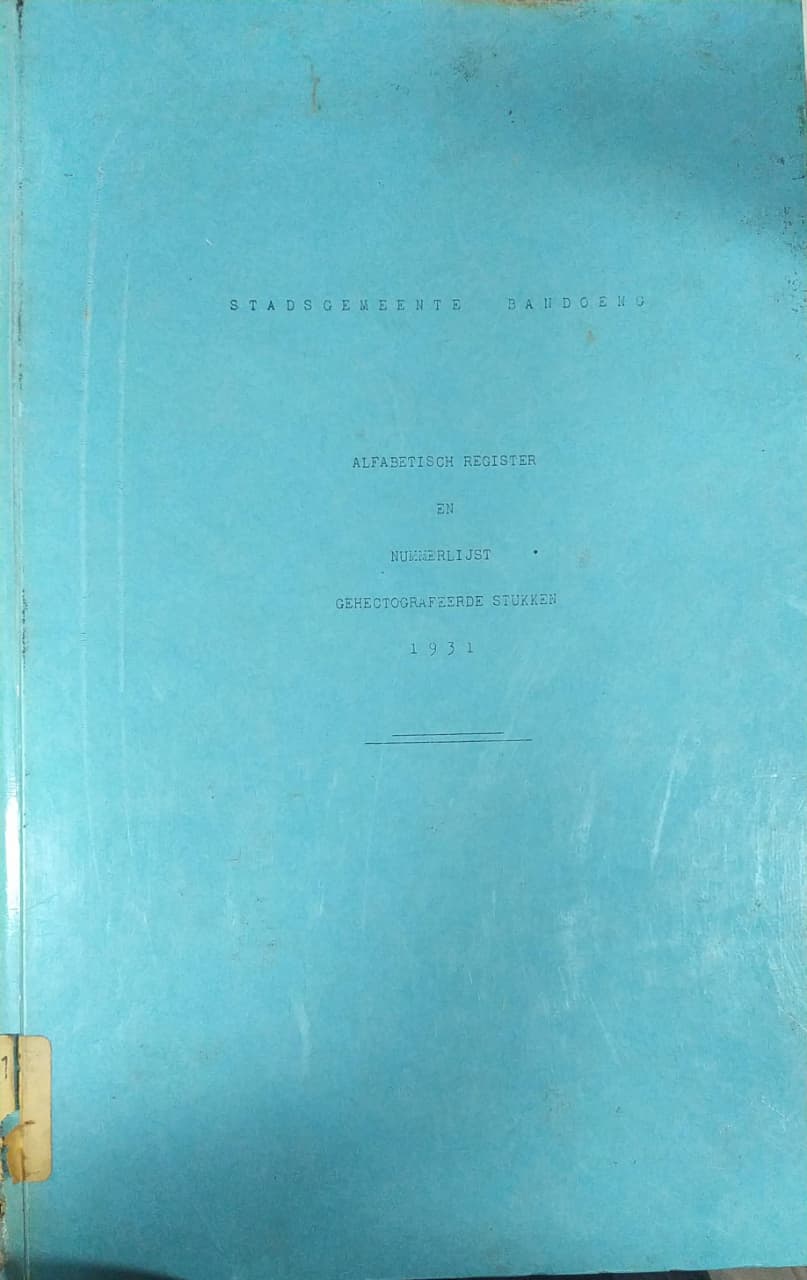 STADSGEMEENTE BANDOENG
ALFABETISCH REGISTER
EN
NUMMERLIJST
GEHECTOGRAFEERDE STUKKEN
1931